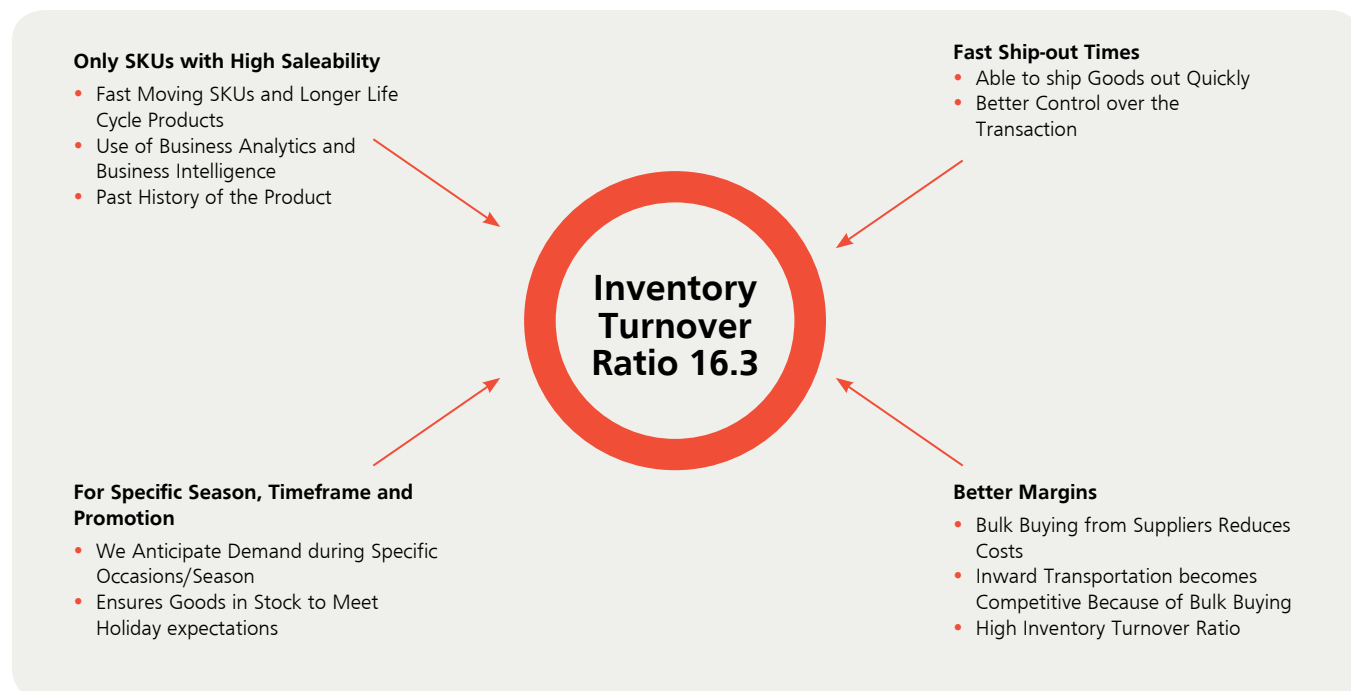 Only SKUs with High Saleability
• Fast Moving SKUs and Longer Life
Cycle Products
• Use of Business Analytics and
Business Intelligence
• Past History of the Product
Fast Ship-out Times
• Able to ship Goods out Quickly
• Better Control over the
Transaction
Inventory
Turnover
Ratio 16.3
For Specific Season, Timeframe and
Promotion
• We Anticipate Demand during Specific
Occasions/Season
• Ensures Goods in Stock to Meet
Holiday expectations
Better Margins
• Bulk Buying from Suppliers Reduces
Costs
• Inward Transportation becomes
Competitive Because of Bulk Buying
• High Inventory Turnover Ratio